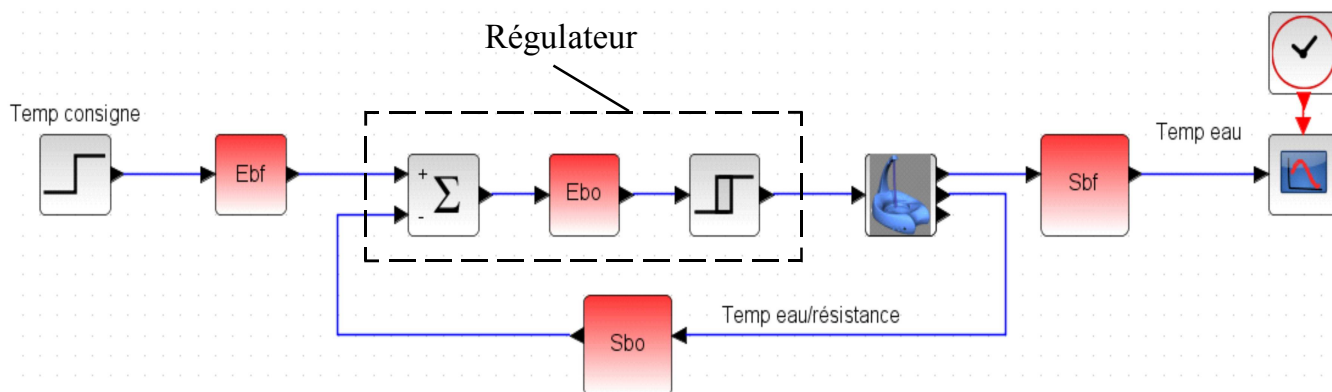 Régulateur
Temp consigne
Temp eau
Ebf
+
-
Σ
Ebo
Sbf
Temp eau/résistance
Sbo